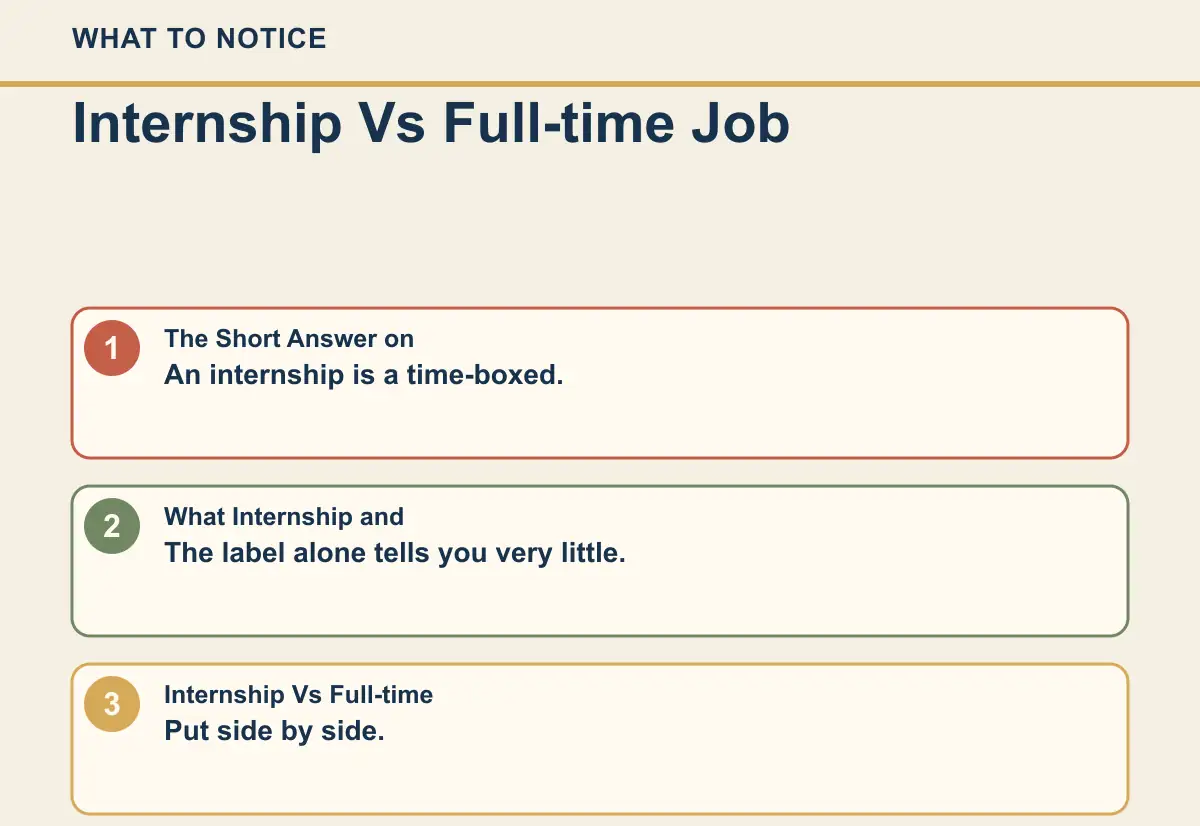 WHAT TO NOTICE
Internship Vs Full-time Job
1
The Short Answer on
An internship is a time-boxed.
2
What Internship and
The label alone tells you very little.
3
Internship Vs Full-time
Put side by side.